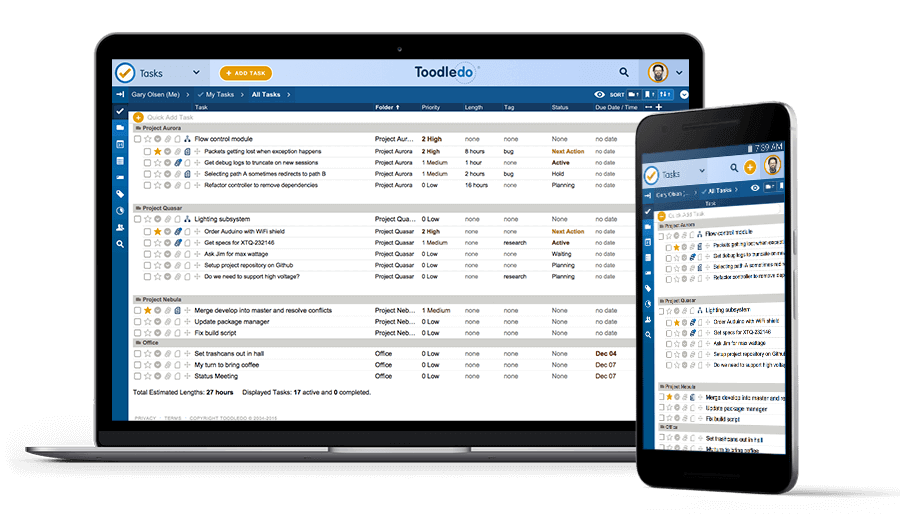 Tasks + ADD TASK Toodledo
Gary Olsen (Me) My Tasks All Tasks SORT
Task Folder Priority Length Tag Status Due Date / Time
Quick Add Task
Project Aurora
Flow control module Project Aur... 2 High none none None no date
Packets getting lost when exception happens Project Aurora 2 High 8 hours bug Next Action no date
Get debug logs to truncate on new sessions Project Aurora 1 Medium 1 hour none Active no date
Selecting path A sometimes redirects to path B Project Aurora 1 Medium 2 hours bug Hold no date
Refactor controller to remove dependencies Project Aurora 0 Low 16 hours none Planning no date
Project Quasar
Lighting subsystem Project Qua... 0 Low none none None no date
Order Auduino with WiFi shield Project Quasar 2 High none none Next Action no date
Get specs for XTQ-232146 Project Quasar 1 Medium none research Active no date
Ask Jim for max wattage Project Quasar 0 Low none none Waiting no date
Setup project repository on Github Project Quasar 0 Low none none Planning no date
Do we need to support high voltage? Project Quasar 0 Low none research Planning no date
Project Nebula
Merge develop into master and resolve conflicts Project Neb... 1 Medium none none None no date
Update package manager Project Neb... 0 Low none none None no date
Fix build script Project Neb... 0 Low none none None no date
Office
Set trashcans out in hall Office 0 Low none none None Dec 04
My turn to bring coffee Office 0 Low none none None Dec 07
Status Meeting Office 0 Low none none None Dec 07
Total Estimated Lengths: 27 hours Displayed Tasks: 17 active and 0 completed.
PRIVACY · TERMS · COPYRIGHT TOODLEDO © 2004-2015
7:39 AM
Tasks
Gary Olsen (... All Tasks
Task
Quick Add Task
Project Aurora
Flow control module
Packets getting lost when exception
Get debug logs to truncate on new
Selecting path A sometimes red
Refactor controller to remove dep
Project Quasar
Lighting subsystem
Order Auduino with WiFi shield
Get specs for XTQ-232146
Ask Jim for max wattage
Setup project repository on Github
Do we need to support high voltage
Project Nebula
Merge develop into master and re
Update package manager
Fix build script
Office
Set trashcans out in hall
My turn to bring coffee